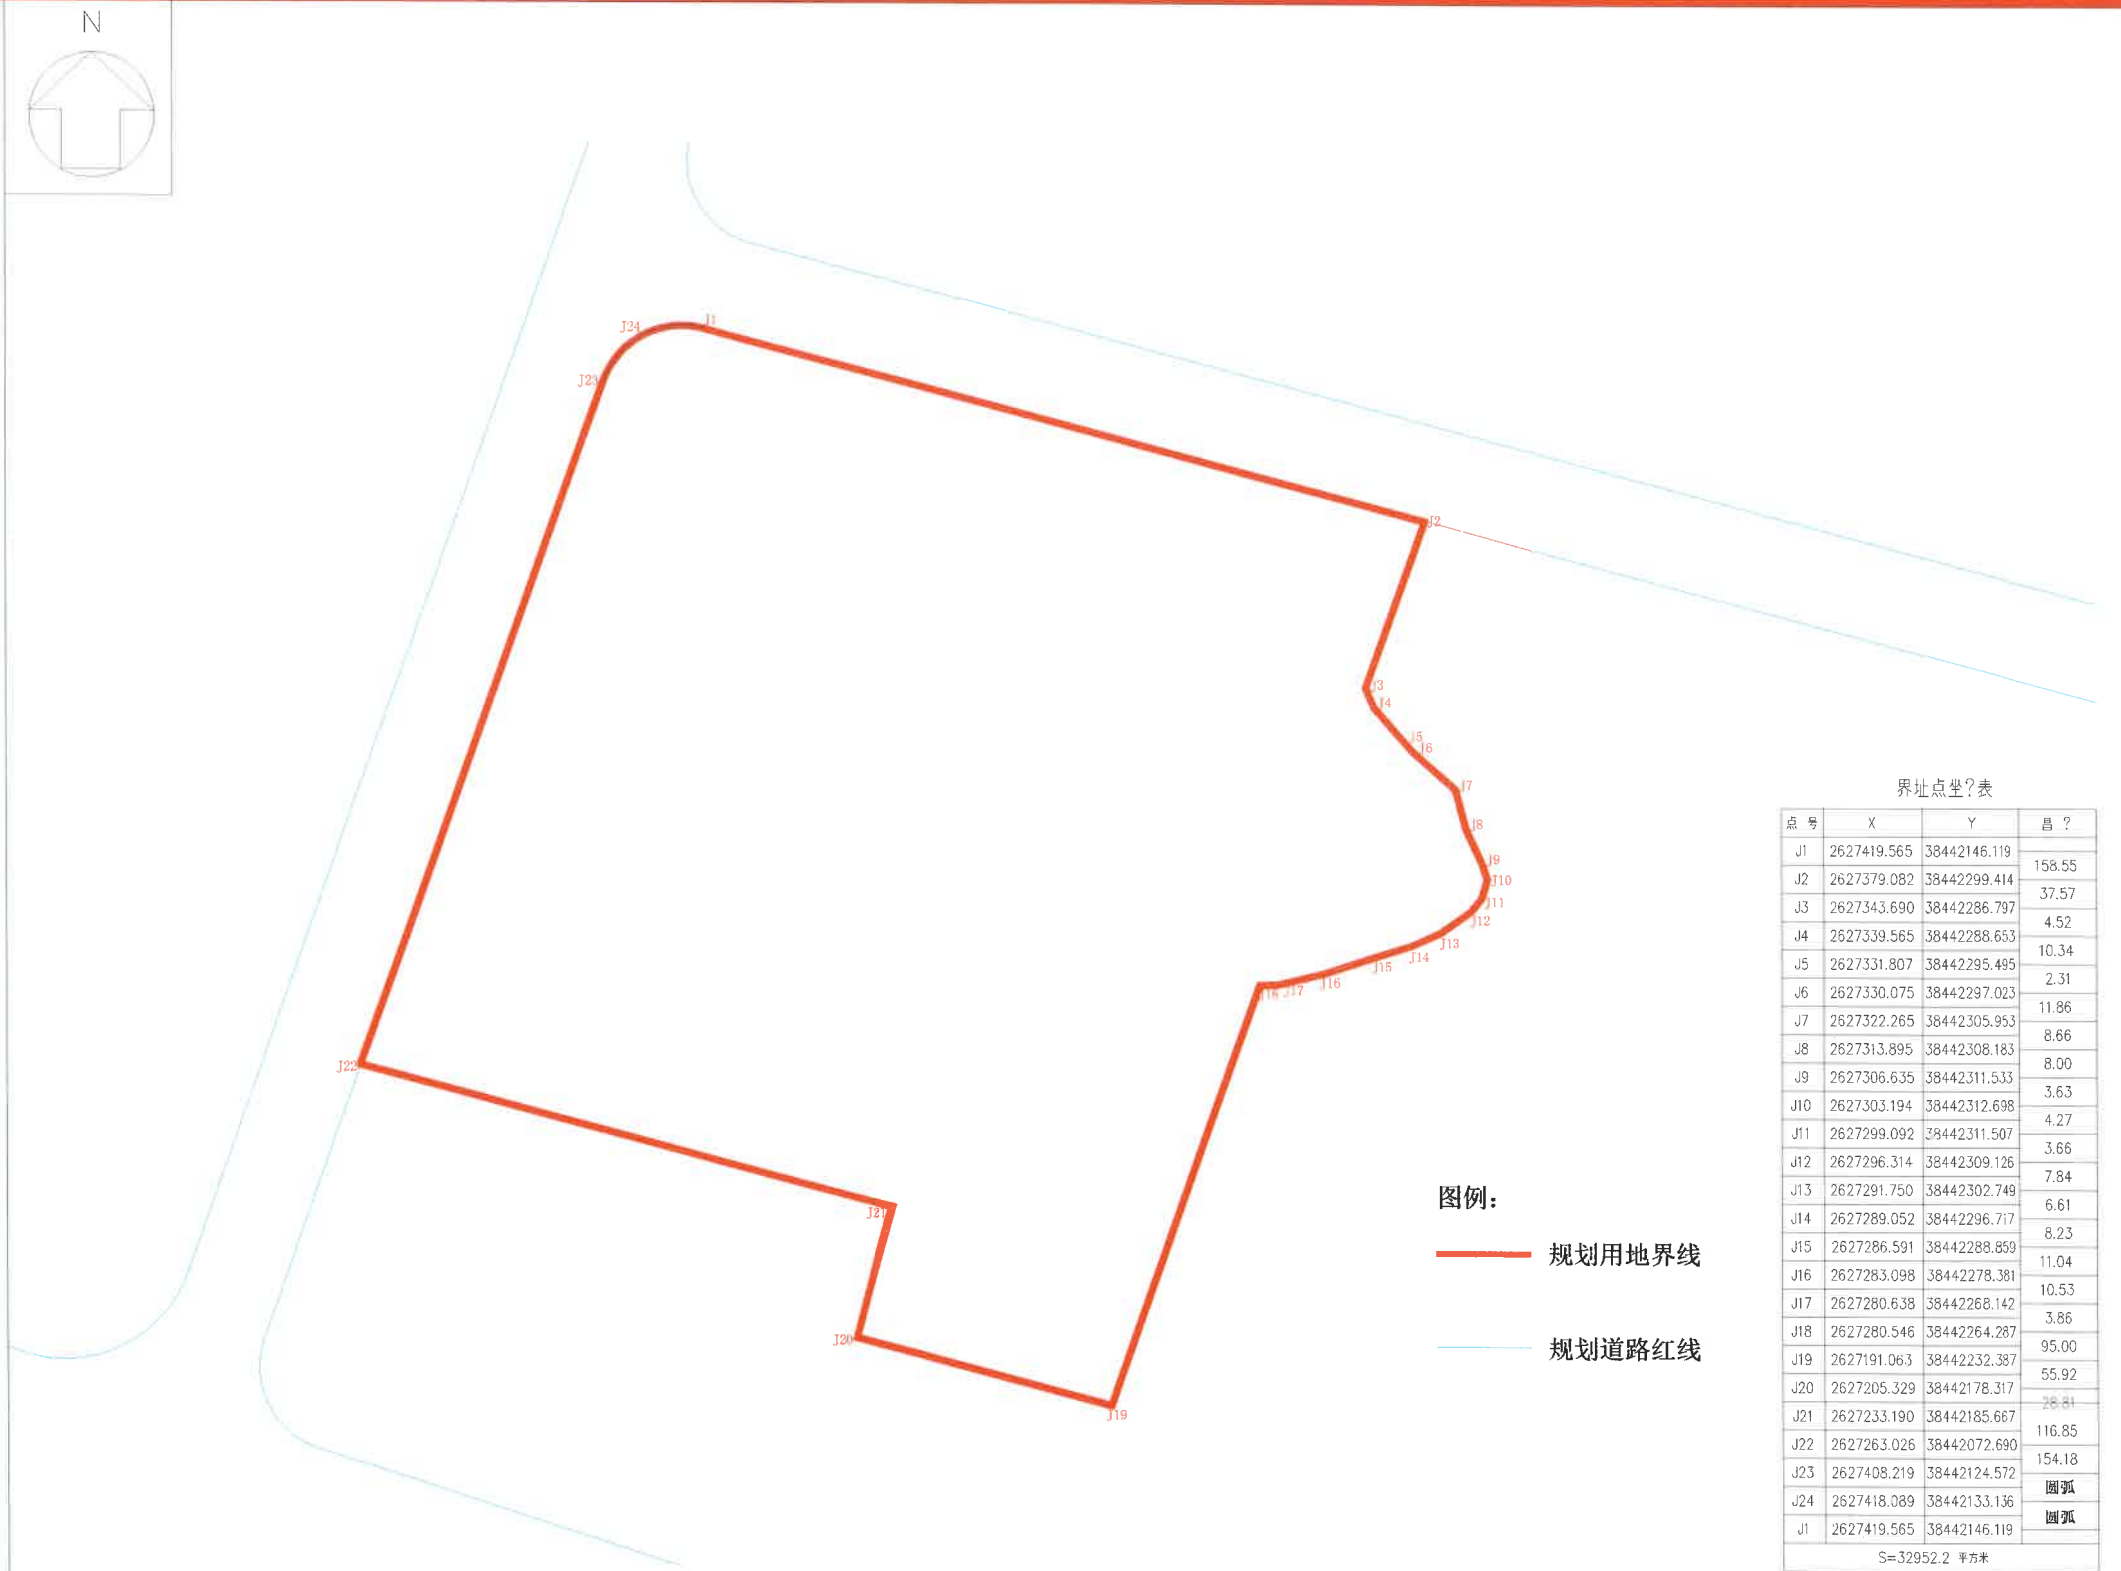 N
J24
J1
J23
J2
J3
J4
J5
J6
J7
J8
J9
J10
J11
J12
J13
J14
J15
J16
J17
J18
J22
J21
J20
J19
图例：
规划用地界线
规划道路红线
界址点坐?表
点 号 X Y 昌 ?
J1 2627419.565 38442146.119
158.55
J2 2627379.082 38442299.414
37.57
J3 2627343.690 38442286.797
4.52
J4 2627339.565 38442288.653
10.34
J5 2627331.807 38442295.495
2.31
J6 2627330.075 38442297.023
11.86
J7 2627322.265 38442305.953
8.66
J8 2627313.895 38442308.183
8.00
J9 2627306.635 38442311.533
3.63
J10 2627303.194 38442312.698
4.27
J11 2627299.092 38442311.507
3.66
J12 2627296.314 38442309.126
7.84
J13 2627291.750 38442302.749
6.61
J14 2627289.052 38442296.717
8.23
J15 2627286.591 38442288.859
11.04
J16 2627283.098 38442278.381
10.53
J17 2627280.638 38442268.142
3.86
J18 2627280.546 38442264.287
95.00
J19 2627191.063 38442232.387
55.92
J20 2627205.329 38442178.317
28.81
J21 2627233.190 38442185.667
116.85
J22 2627263.026 38442072.690
154.18
J23 2627408.219 38442124.572
圆弧
J24 2627418.089 38442133.136
圆弧
J1 2627419.565 38442146.119
S=32952.2 平方米